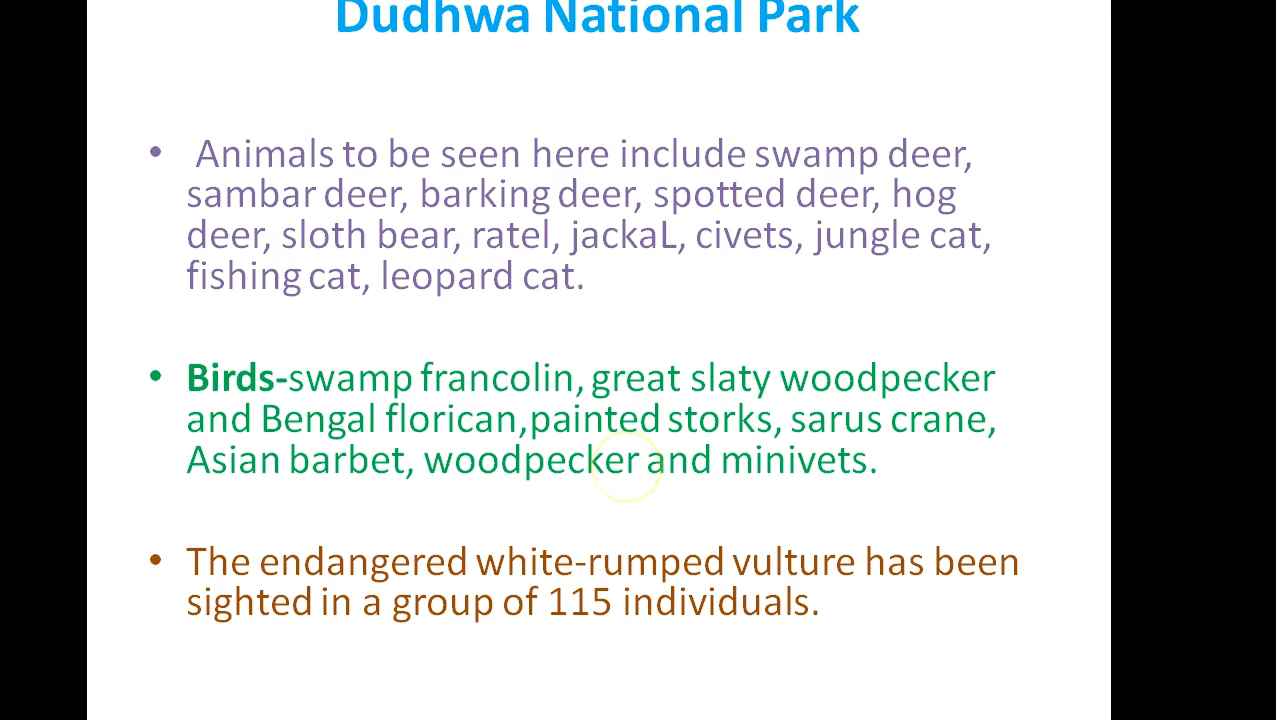 Dudhwa National Park
• Animals to be seen here include swamp deer,
sambar deer, barking deer, spotted deer, hog
deer, sloth bear, ratel, jackaL, civets, jungle cat,
fishing cat, leopard cat.
• Birds-swamp francolin, great slaty woodpecker
and Bengal florican,painted storks, sarus crane,
Asian barbet, woodpecker and minivets.
• The endangered white-rumped vulture has been
sighted in a group of 115 individuals.